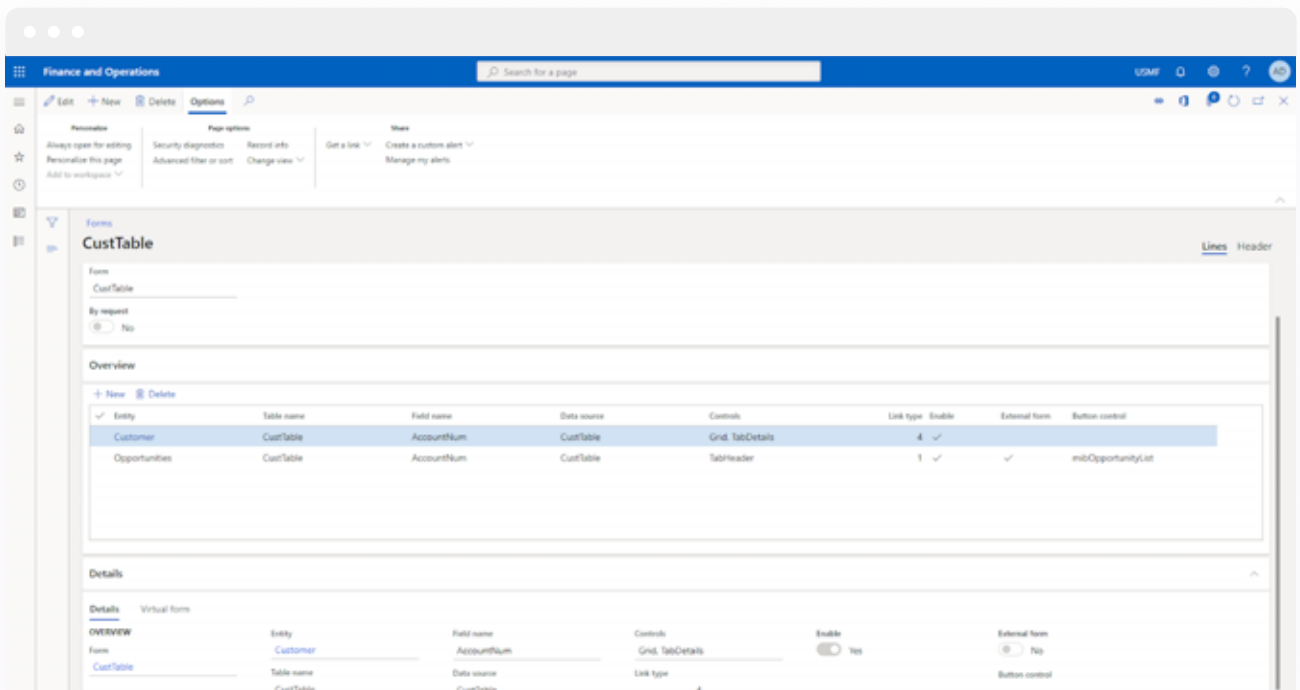 Finance and Operations Search for a page USMF ? AD
Edit New Delete Options
Personalize Page options Share
Always open for editing Security diagnostics Record info Get a link Create a custom alert
Personalize this page Advanced filter or sort Change view Manage my alerts
Add to workspace
Forms
CustTable
Lines Header
Form
CustTable
By request
No
Overview
New Delete
Entity Table name Field name Data source Controls Link type Enable External form Button control
Customer CustTable AccountNum CustTable Grid, TabDetails 4
Opportunities CustTable AccountNum CustTable TabHeader 1 mibOpportunityList
Details
Details Virtual form
OVERVIEW Entity Field name Controls Enable External form
Form Customer AccountNum Grid, TabDetails Yes No
CustTable Table name Data source Link type Button control
CustTable CustTable 4